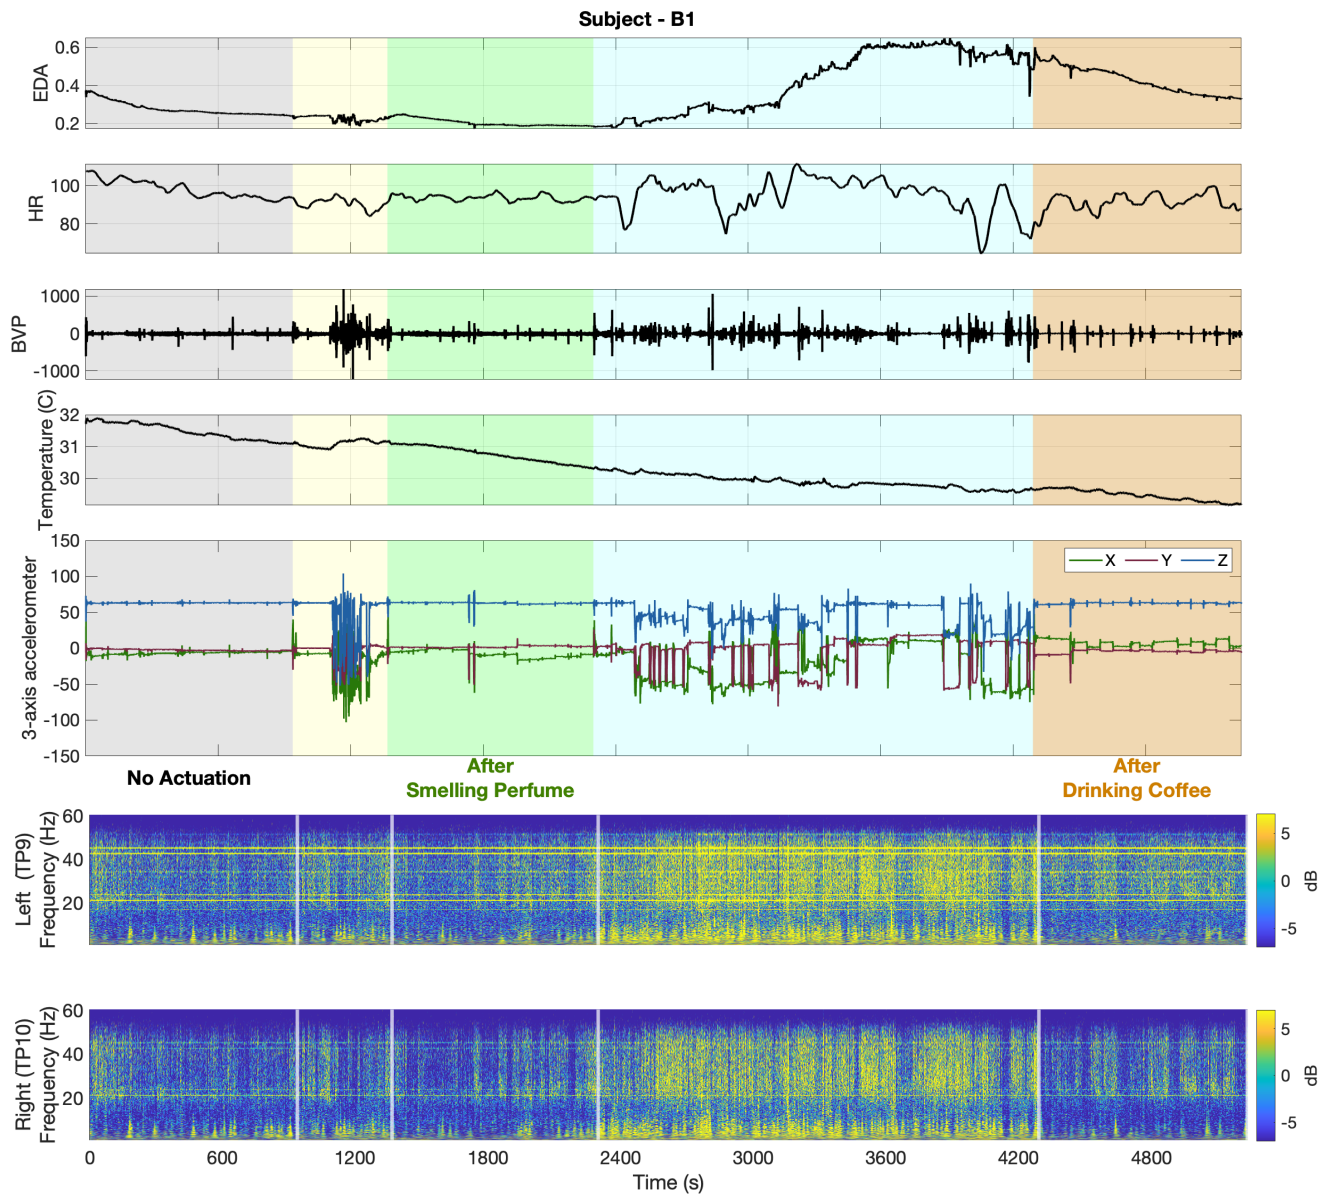 Subject - B1
EDA
0.6
0.4
0.2
HR
100
80
BVP
1000
0
-1000
Temperature (C)
32
31
30
3-axis accelerometer
150
100
50
0
-50
-100
-150
X Y Z
No Actuation
After
Smelling Perfume
After
Drinking Coffee
Left (TP9)
Frequency (Hz)
60
40
20
5
0
-5
dB
Right (TP10)
Frequency (Hz)
60
40
20
5
0
-5
dB
0 600 1200 1800 2400 3000 3600 4200 4800
Time (s)